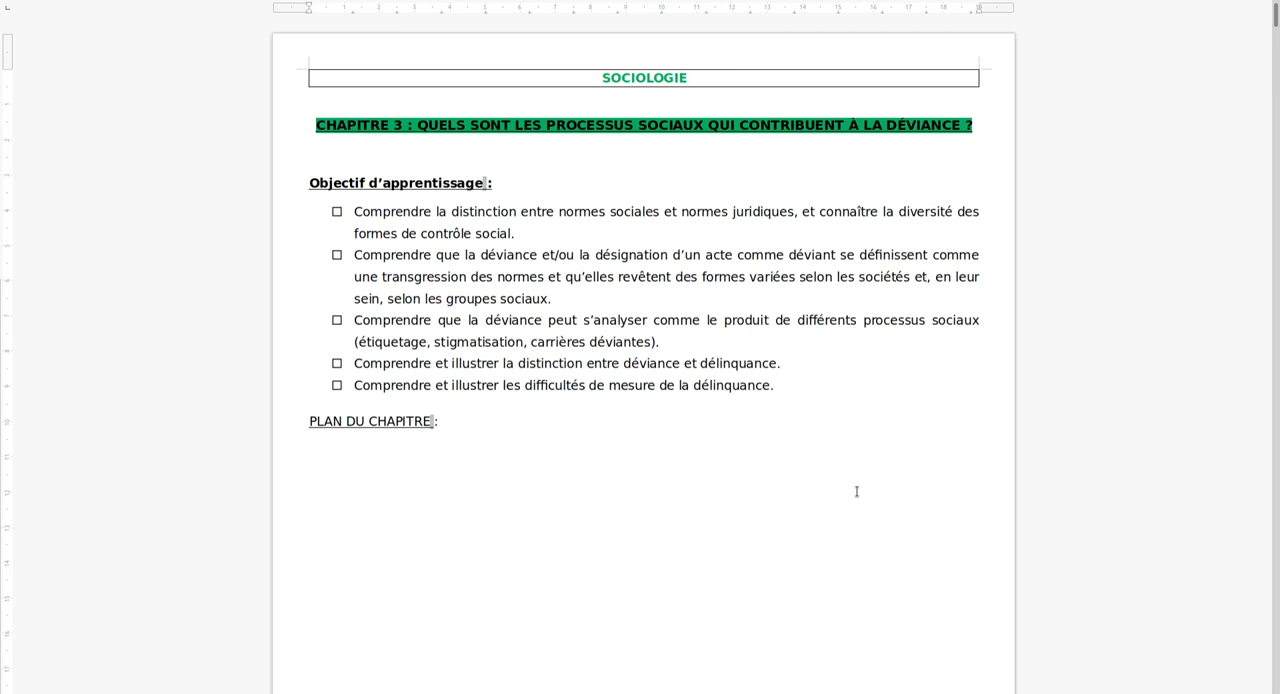 SOCIOLOGIE
CHAPITRE 3 : QUELS SONT LES PROCESSUS SOCIAUX QUI CONTRIBUENT À LA DÉVIANCE ?
Objectif d’apprentissage :
☐ Comprendre la distinction entre normes sociales et normes juridiques, et connaître la diversité des
formes de contrôle social.
☐ Comprendre que la déviance et/ou la désignation d’un acte comme déviant se définissent comme
une transgression des normes et qu’elles revêtent des formes variées selon les sociétés et, en leur
sein, selon les groupes sociaux.
☐ Comprendre que la déviance peut s’analyser comme le produit de différents processus sociaux
(étiquetage, stigmatisation, carrières déviantes).
☐ Comprendre et illustrer la distinction entre déviance et délinquance.
☐ Comprendre et illustrer les difficultés de mesure de la délinquance.
PLAN DU CHAPITRE :